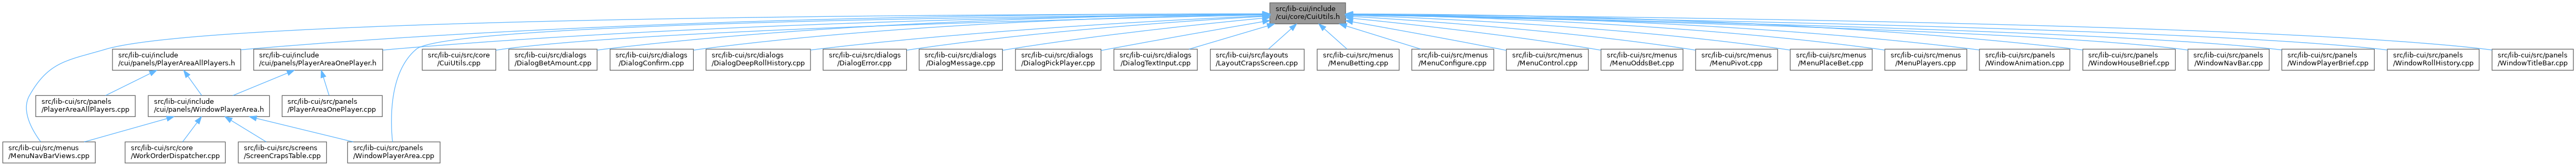 src/lib-cui/include
/cui/core/CuiUtils.h
src/lib-cui/include
/cui/panels/PlayerAreaAllPlayers.h
src/lib-cui/include
/cui/panels/PlayerAreaOnePlayer.h
src/lib-cui/src/core
/CuiUtils.cpp
src/lib-cui/src/dialogs
/DialogBetAmount.cpp
src/lib-cui/src/dialogs
/DialogConfirm.cpp
src/lib-cui/src/dialogs
/DialogDeepRollHistory.cpp
src/lib-cui/src/dialogs
/DialogError.cpp
src/lib-cui/src/dialogs
/DialogMessage.cpp
src/lib-cui/src/dialogs
/DialogPickPlayer.cpp
src/lib-cui/src/dialogs
/DialogTextInput.cpp
src/lib-cui/src/layouts
/LayoutCrapsScreen.cpp
src/lib-cui/src/menus
/MenuBetting.cpp
src/lib-cui/src/menus
/MenuConfigure.cpp
src/lib-cui/src/menus
/MenuControl.cpp
src/lib-cui/src/menus
/MenuOddsBet.cpp
src/lib-cui/src/menus
/MenuPivot.cpp
src/lib-cui/src/menus
/MenuPlaceBet.cpp
src/lib-cui/src/menus
/MenuPlayers.cpp
src/lib-cui/src/panels
/WindowAnimation.cpp
src/lib-cui/src/panels
/WindowHouseBrief.cpp
src/lib-cui/src/panels
/WindowNavBar.cpp
src/lib-cui/src/panels
/WindowPlayerBrief.cpp
src/lib-cui/src/panels
/WindowRollHistory.cpp
src/lib-cui/src/panels
/WindowTitleBar.cpp
src/lib-cui/src/panels
/PlayerAreaAllPlayers.cpp
src/lib-cui/include
/cui/panels/WindowPlayerArea.h
src/lib-cui/src/panels
/PlayerAreaOnePlayer.cpp
src/lib-cui/src/menus
/MenuNavBarViews.cpp
src/lib-cui/src/core
/WorkOrderDispatcher.cpp
src/lib-cui/src/screens
/ScreenCrapsTable.cpp
src/lib-cui/src/panels
/WindowPlayerArea.cpp